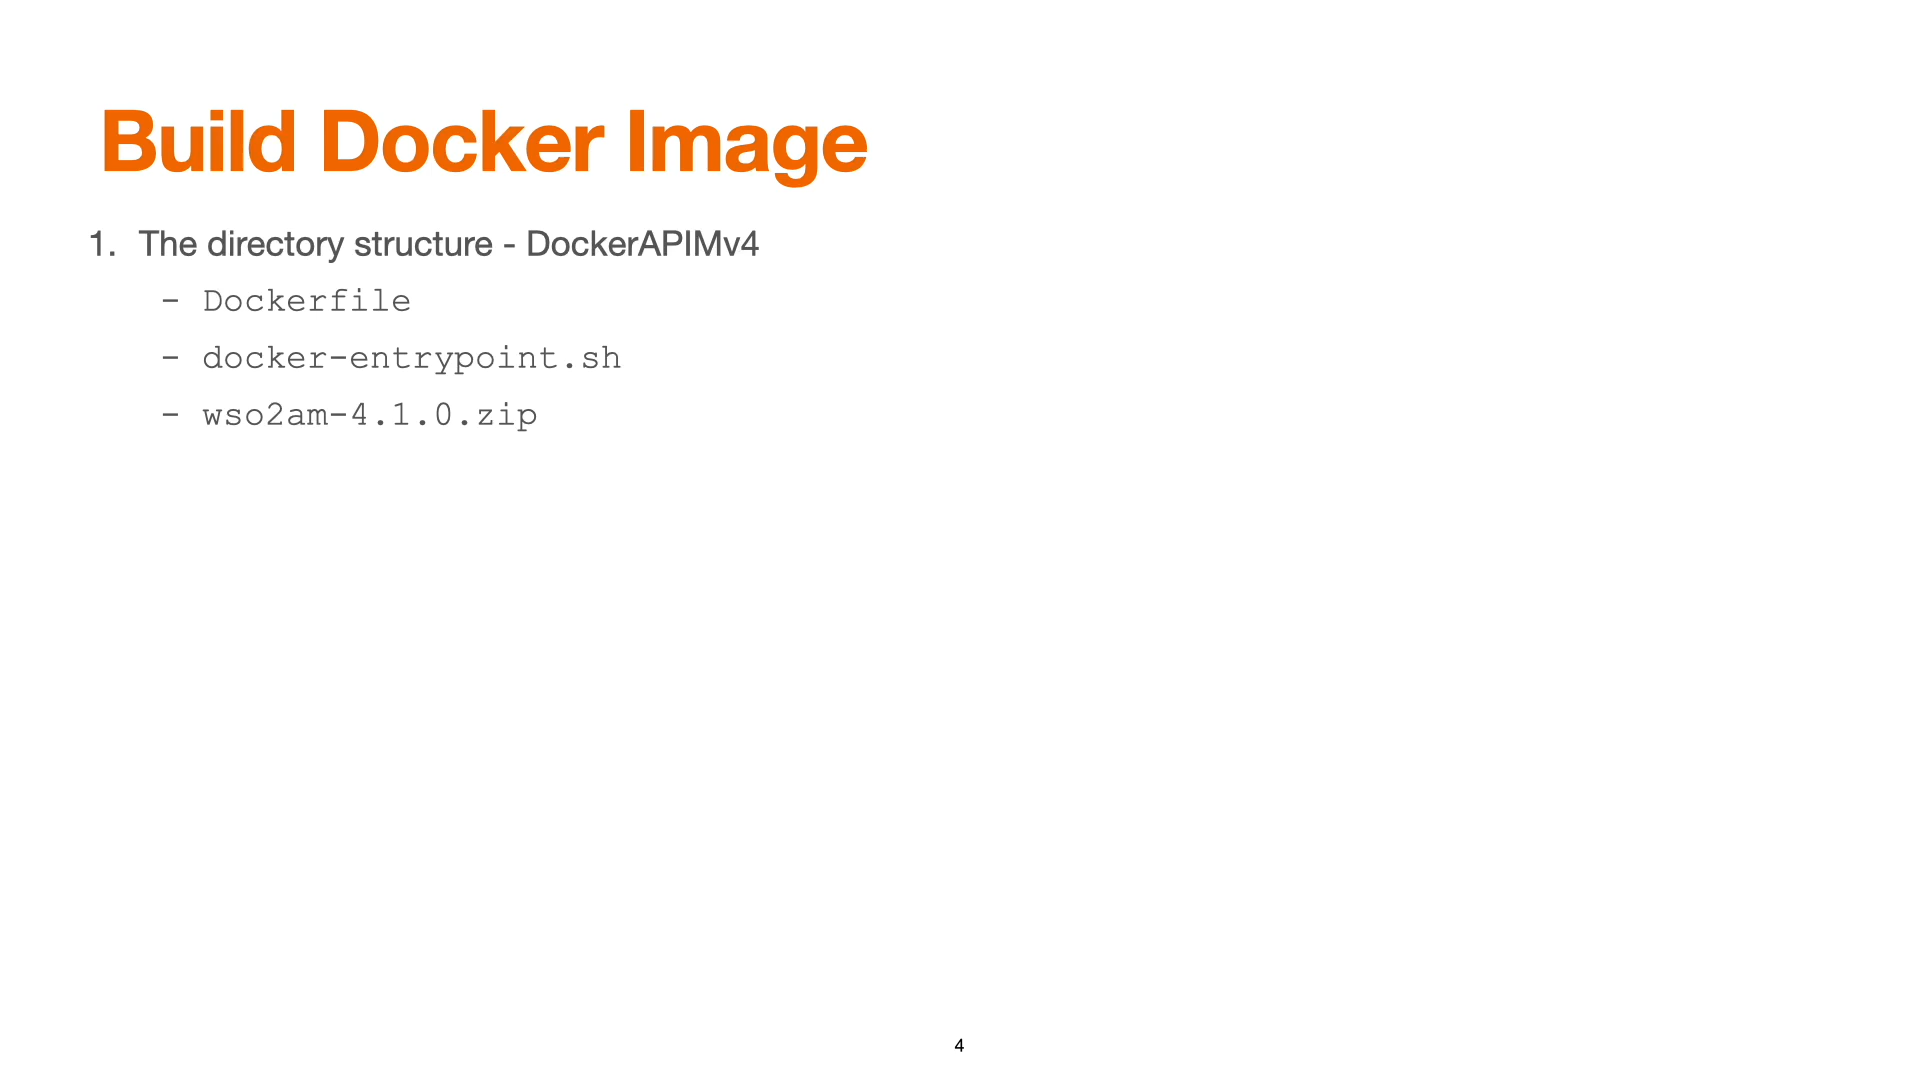 Build Docker Image
1. The directory structure - DockerAPIMv4
- Dockerfile
- docker-entrypoint.sh
- wso2am-4.1.0.zip
4